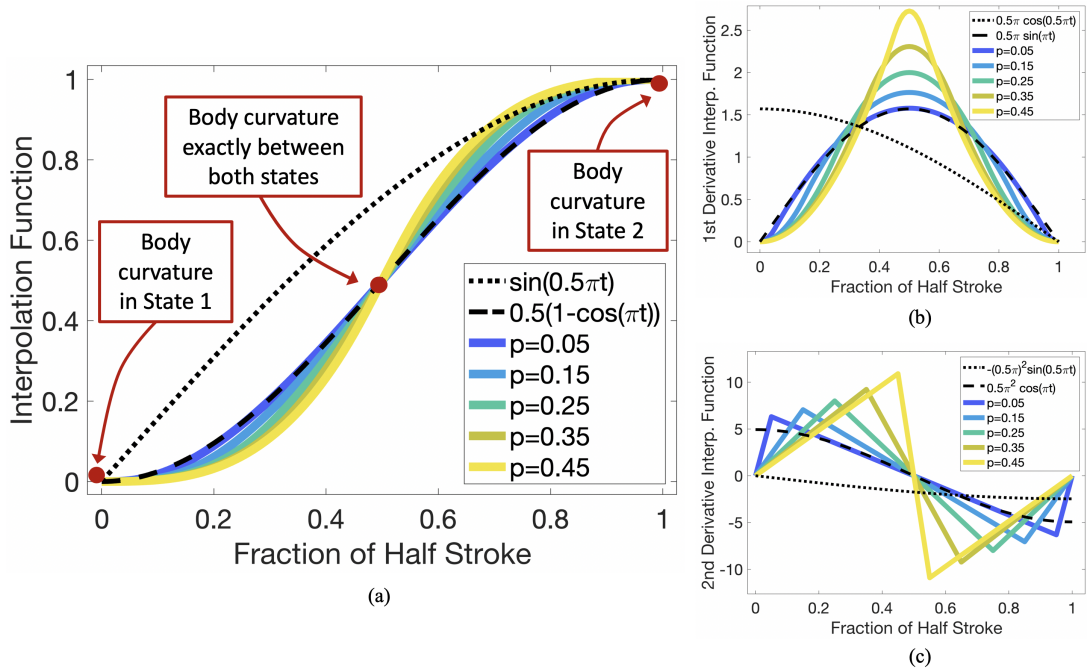 Interpolation Function
1
0.8
0.6
0.4
0.2
0
0
0.2
0.4
0.6
0.8
1
Fraction of Half Stroke
Body curvature
exactly between
both states
Body
curvature
in State 1
Body
curvature
in State 2
sin(0.5πt)
0.5(1-cos(πt))
p=0.05
p=0.15
p=0.25
p=0.35
p=0.45
(a)
1st Derivative Interp. Function
2.5
2
1.5
1
0.5
0
0
0.2
0.4
0.6
0.8
1
Fraction of Half Stroke
0.5π cos(0.5πt)
0.5π sin(πt)
p=0.05
p=0.15
p=0.25
p=0.35
p=0.45
(b)
2nd Derivative Interp. Function
10
5
0
-5
-10
0
0.2
0.4
0.6
0.8
1
Fraction of Half Stroke
-(0.5π)²sin(0.5πt)
0.5π² cos(πt)
p=0.05
p=0.15
p=0.25
p=0.35
p=0.45
(c)